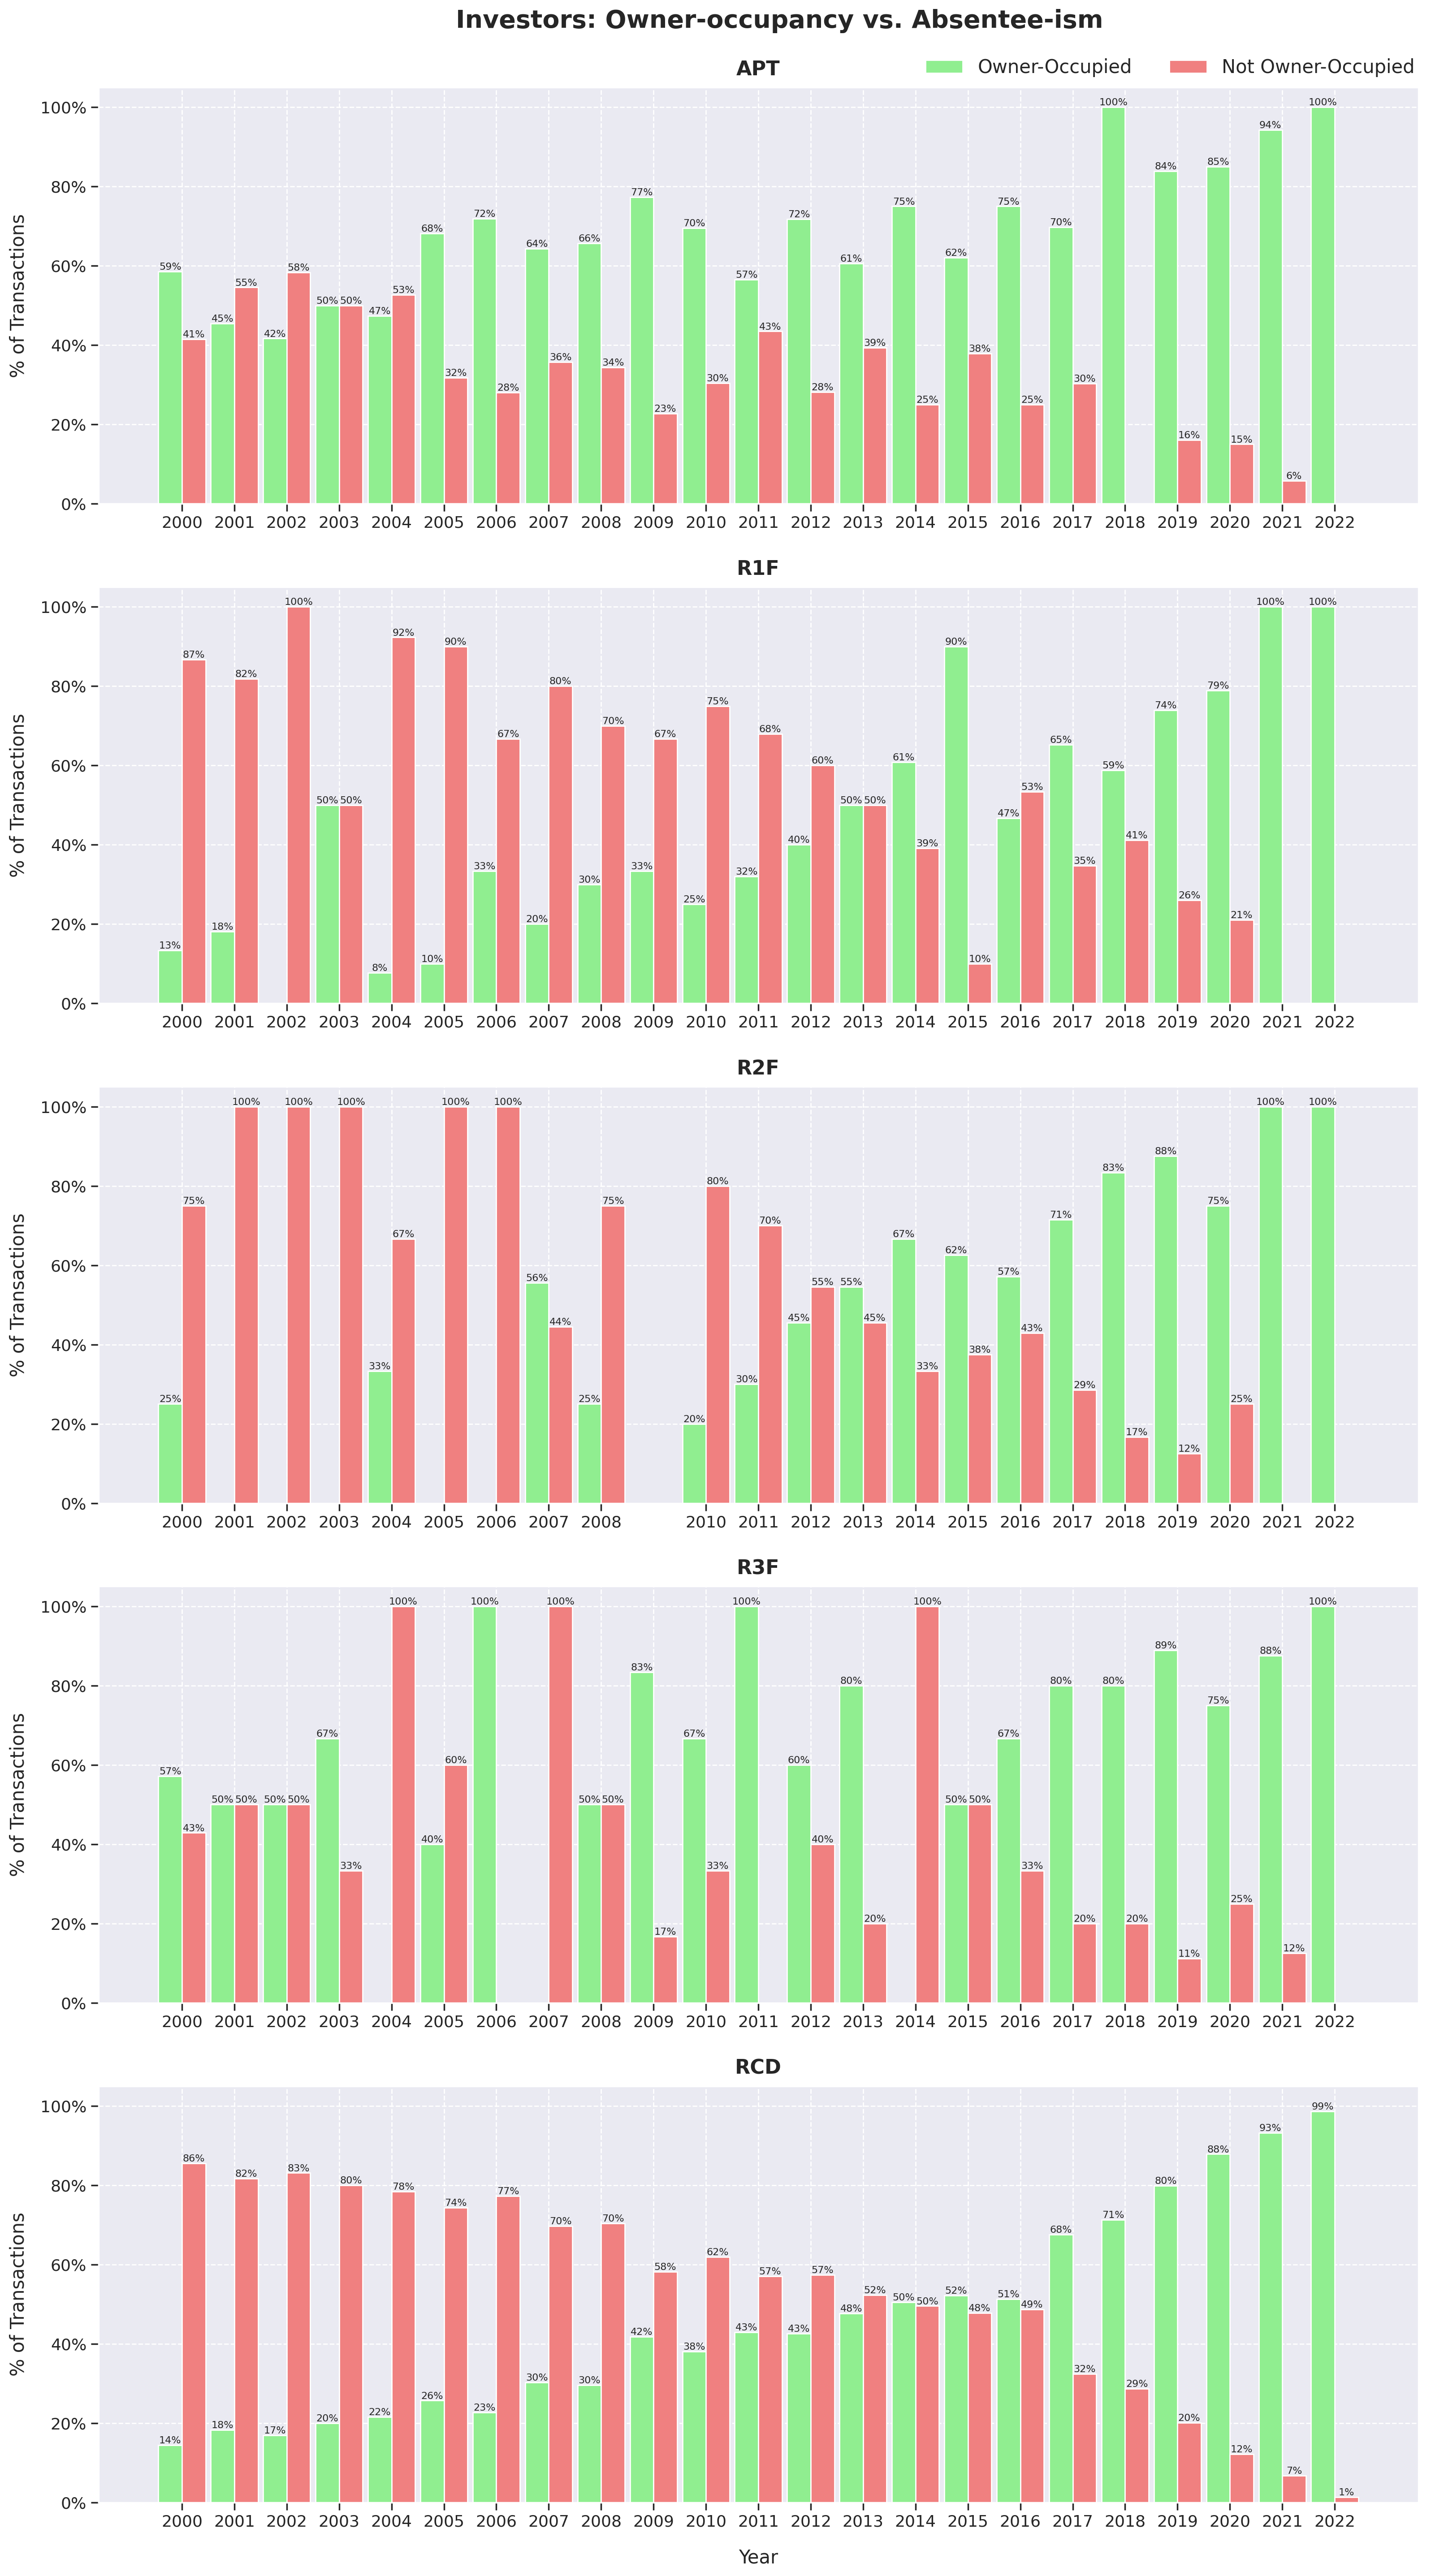 Investors: Owner-occupancy vs. Absentee-ism
APT
Owner-Occupied Not Owner-Occupied
% of Transactions
100%
80%
60%
40%
20%
0%
59% 41% 45% 55% 42% 58% 50% 50% 47% 53% 68% 32% 72% 28% 64% 36% 66% 34% 77% 23% 70% 30% 57% 43% 72% 28% 61% 39% 75% 25% 62% 38% 75% 25% 70% 30% 100% 84% 16% 85% 15% 94% 6% 100%
2000 2001 2002 2003 2004 2005 2006 2007 2008 2009 2010 2011 2012 2013 2014 2015 2016 2017 2018 2019 2020 2021 2022
R1F
% of Transactions
100%
80%
60%
40%
20%
0%
13% 87% 18% 82% 100% 50% 50% 8% 92% 10% 90% 33% 67% 20% 80% 30% 70% 33% 67% 25% 75% 32% 68% 40% 60% 50% 50% 61% 39% 90% 10% 47% 53% 65% 35% 59% 41% 74% 26% 79% 21% 100% 100%
2000 2001 2002 2003 2004 2005 2006 2007 2008 2009 2010 2011 2012 2013 2014 2015 2016 2017 2018 2019 2020 2021 2022
R2F
% of Transactions
100%
80%
60%
40%
20%
0%
25% 75% 100% 100% 100% 33% 67% 100% 100% 56% 44% 25% 75% 20% 80% 30% 70% 45% 55% 55% 45% 67% 33% 62% 38% 57% 43% 71% 29% 83% 17% 88% 12% 75% 25% 100% 100%
2000 2001 2002 2003 2004 2005 2006 2007 2008 2010 2011 2012 2013 2014 2015 2016 2017 2018 2019 2020 2021 2022
R3F
% of Transactions
100%
80%
60%
40%
20%
0%
57% 43% 50% 50% 50% 50% 67% 33% 100% 40% 60% 100% 100% 50% 50% 83% 17% 67% 33% 100% 60% 40% 80% 20% 100% 50% 50% 67% 33% 80% 20% 80% 20% 89% 11% 75% 25% 88% 12% 100%
2000 2001 2002 2003 2004 2005 2006 2007 2008 2009 2010 2011 2012 2013 2014 2015 2016 2017 2018 2019 2020 2021 2022
RCD
% of Transactions
100%
80%
60%
40%
20%
0%
14% 86% 18% 82% 17% 83% 20% 80% 22% 78% 26% 74% 23% 77% 30% 70% 30% 70% 42% 58% 38% 62% 43% 57% 43% 57% 48% 52% 50% 50% 52% 48% 51% 49% 68% 32% 71% 29% 80% 20% 88% 12% 93% 7% 99% 1%
2000 2001 2002 2003 2004 2005 2006 2007 2008 2009 2010 2011 2012 2013 2014 2015 2016 2017 2018 2019 2020 2021 2022
Year